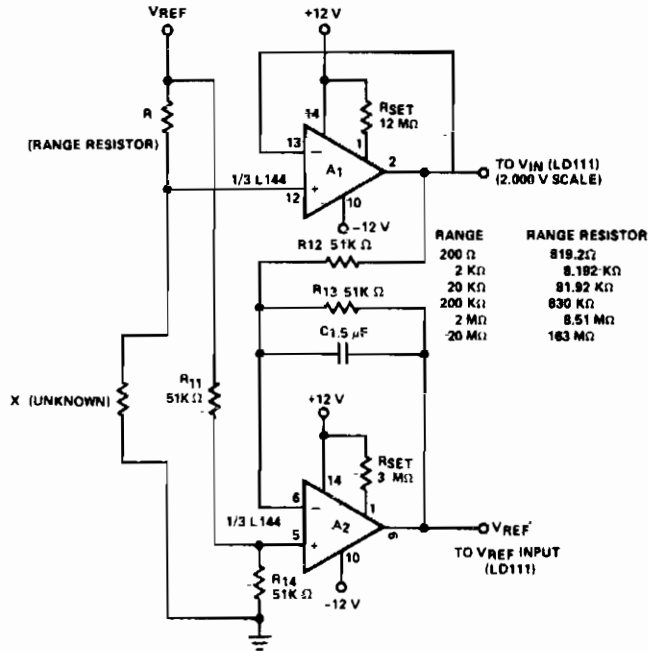 VREF
+12 V
R
(RANGE RESISTOR)
14
RSET
12 MΩ
13
1
2
A1
1/3 L144
12
10
-12 V
TO VIN (LD111)
(2.000 V SCALE)
R12 51K Ω
R13 51K Ω
C1.5 μF
RANGE RANGE RESISTOR
200 Ω 819.2Ω
2 KΩ 8.192 KΩ
20 KΩ 81.92 KΩ
200 KΩ 830 KΩ
2 MΩ 8.51 MΩ
20 MΩ 163 MΩ
X (UNKNOWN)
R11
51K Ω
+12 V
14
RSET
3 MΩ
6
1
A2
9
1/3 L144
5
10
-12 V
R14
51K Ω
VREF'
TO VREF INPUT
(LD111)